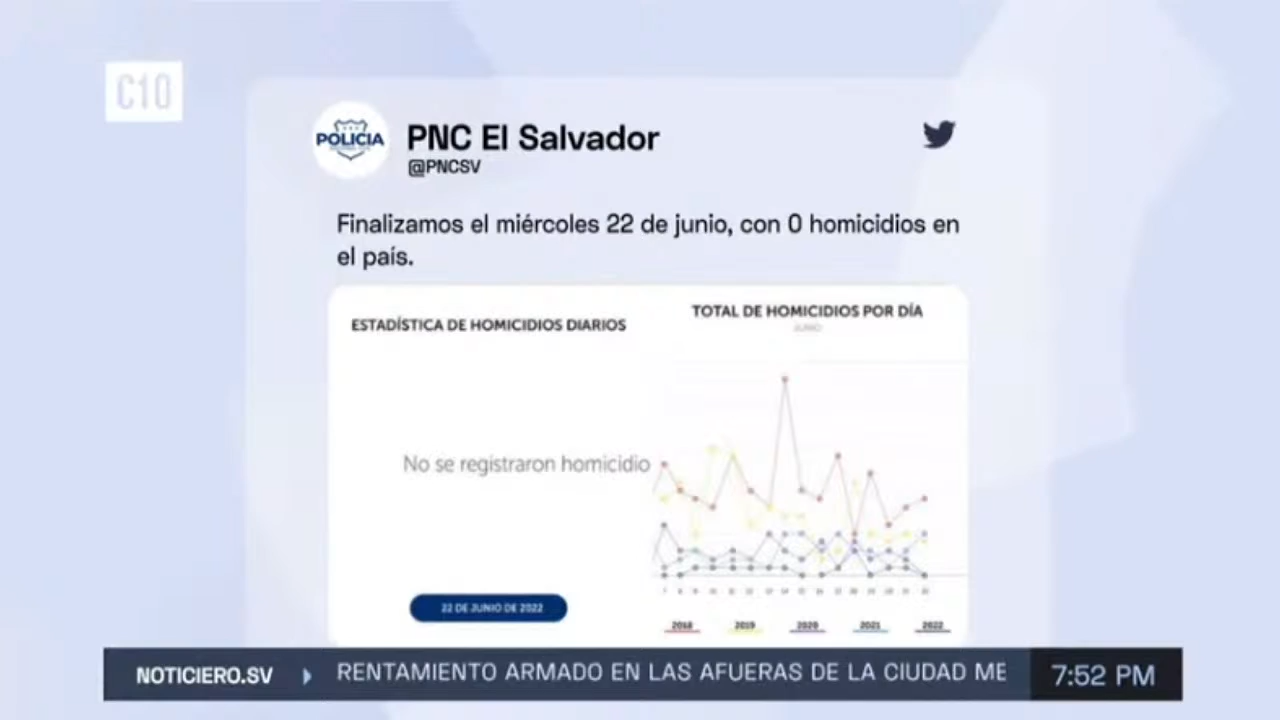 C10
POLICIA
PNC El Salvador
@PNCSV
Finalizamos el miércoles 22 de junio, con 0 homicidios en
el país.
ESTADÍSTICA DE HOMICIDIOS DIARIOS
TOTAL DE HOMICIDIOS POR DÍA
JUNIO
No se registraron homicidio
22 DE JUNIO DE 2022
2018 2019 2020 2021 2022
NOTICIERO.SV
RENTAMIENTO ARMADO EN LAS AFUERAS DE LA CIUDAD ME
7:52 PM